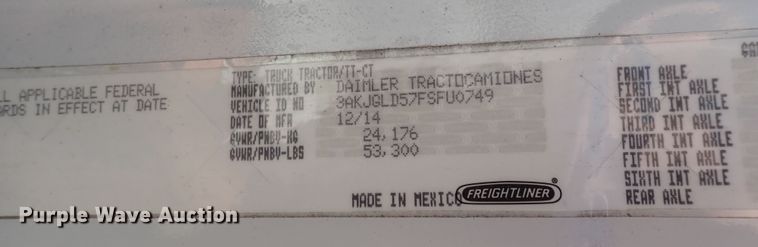 LL APPLICABLE FEDERAL
ARDS IN EFFECT AT DATE
TYPE: TRUCK TRACTOR/TT-CT
MANUFACTURED BY DAIMLER TRACTOCAMIONES
VEHICLE ID NO 3AKJGLD57FSFU0749
DATE OF MFR 12/14
GVWR/PNBV-KG 24,176
GVWR/PNBV-LBS 53,300
MADE IN MEXICO
FREIGHTLINER
GA
FRONT AXLE
FIRST INT AXLE
SECOND INT AXLE
THIRD INT AXLE
FOURTH INT AXLE
FIFTH INT AXLE
SIXTH INT AXLE
REAR AXLE
Purple Wave Auction